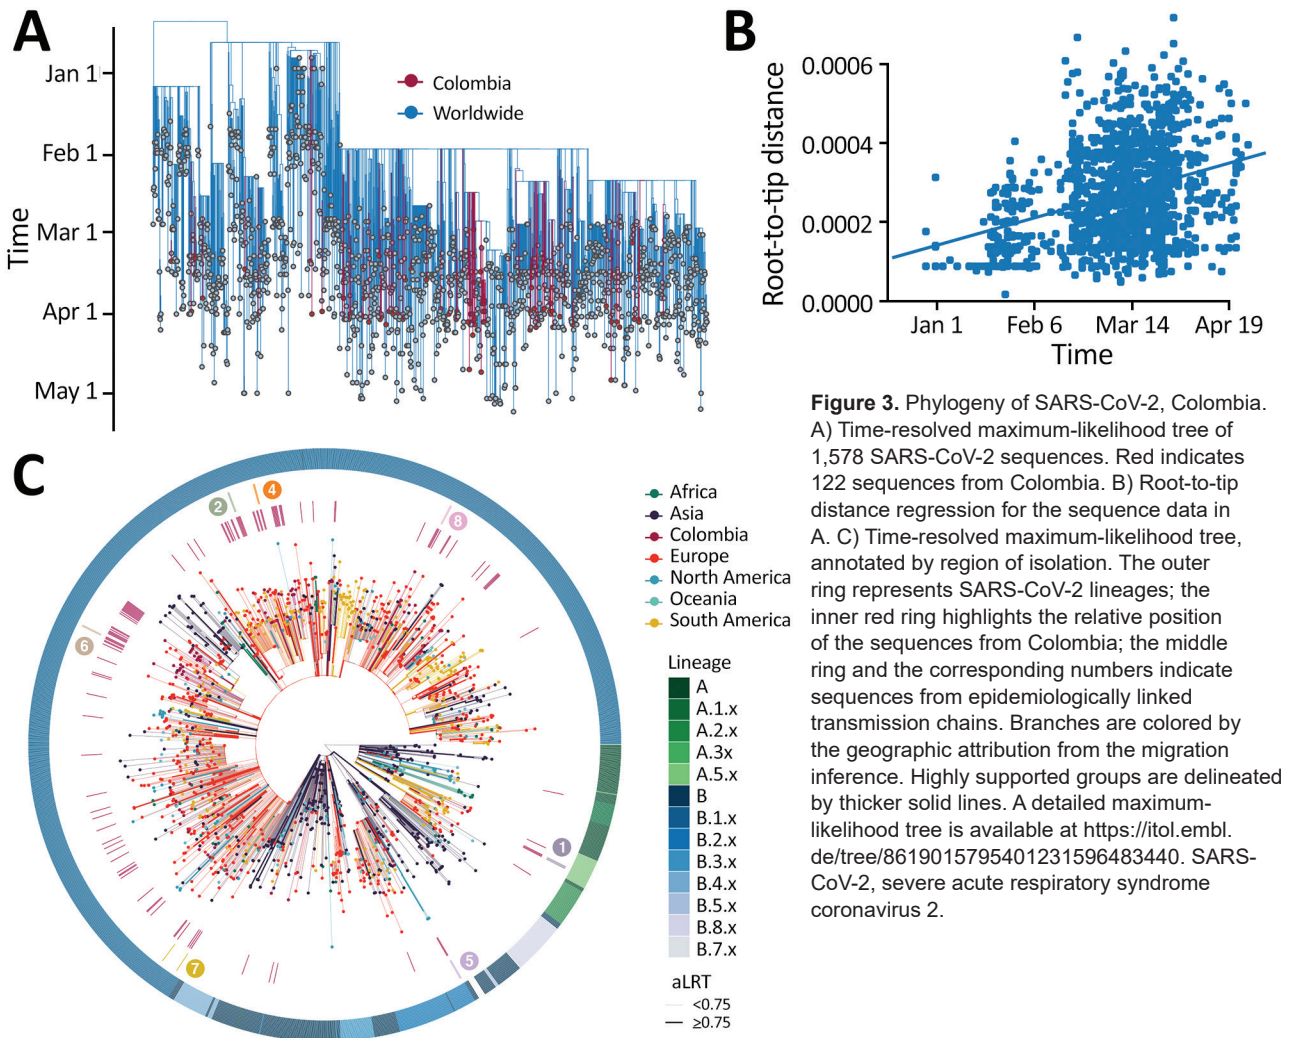 A
Jan 1
Feb 1
Mar 1
Apr 1
May 1
Time
Colombia
Worldwide
B
0.0006
0.0004
0.0002
0.0000
Root-to-tip distance
Jan 1
Feb 6
Mar 14
Apr 19
Time
Figure 3. Phylogeny of SARS-CoV-2, Colombia.
A) Time-resolved maximum-likelihood tree of
1,578 SARS-CoV-2 sequences. Red indicates
122 sequences from Colombia. B) Root-to-tip
distance regression for the sequence data in
A. C) Time-resolved maximum-likelihood tree,
annotated by region of isolation. The outer
ring represents SARS-CoV-2 lineages; the
inner red ring highlights the relative position
of the sequences from Colombia; the middle
ring and the corresponding numbers indicate
sequences from epidemiologically linked
transmission chains. Branches are colored by
the geographic attribution from the migration
inference. Highly supported groups are delineated
by thicker solid lines. A detailed maximum-
likelihood tree is available at https://itol.embl.
de/tree/8619015795401231596483440. SARS-
CoV-2, severe acute respiratory syndrome
coronavirus 2.
C
2
4
8
6
1
5
7
Africa
Asia
Colombia
Europe
North America
Oceania
South America
Lineage
A
A.1.x
A.2.x
A.3x
A.5.x
B
B.1.x
B.2.x
B.3.x
B.4.x
B.5.x
B.8.x
B.7.x
aLRT
<0.75
≥0.75